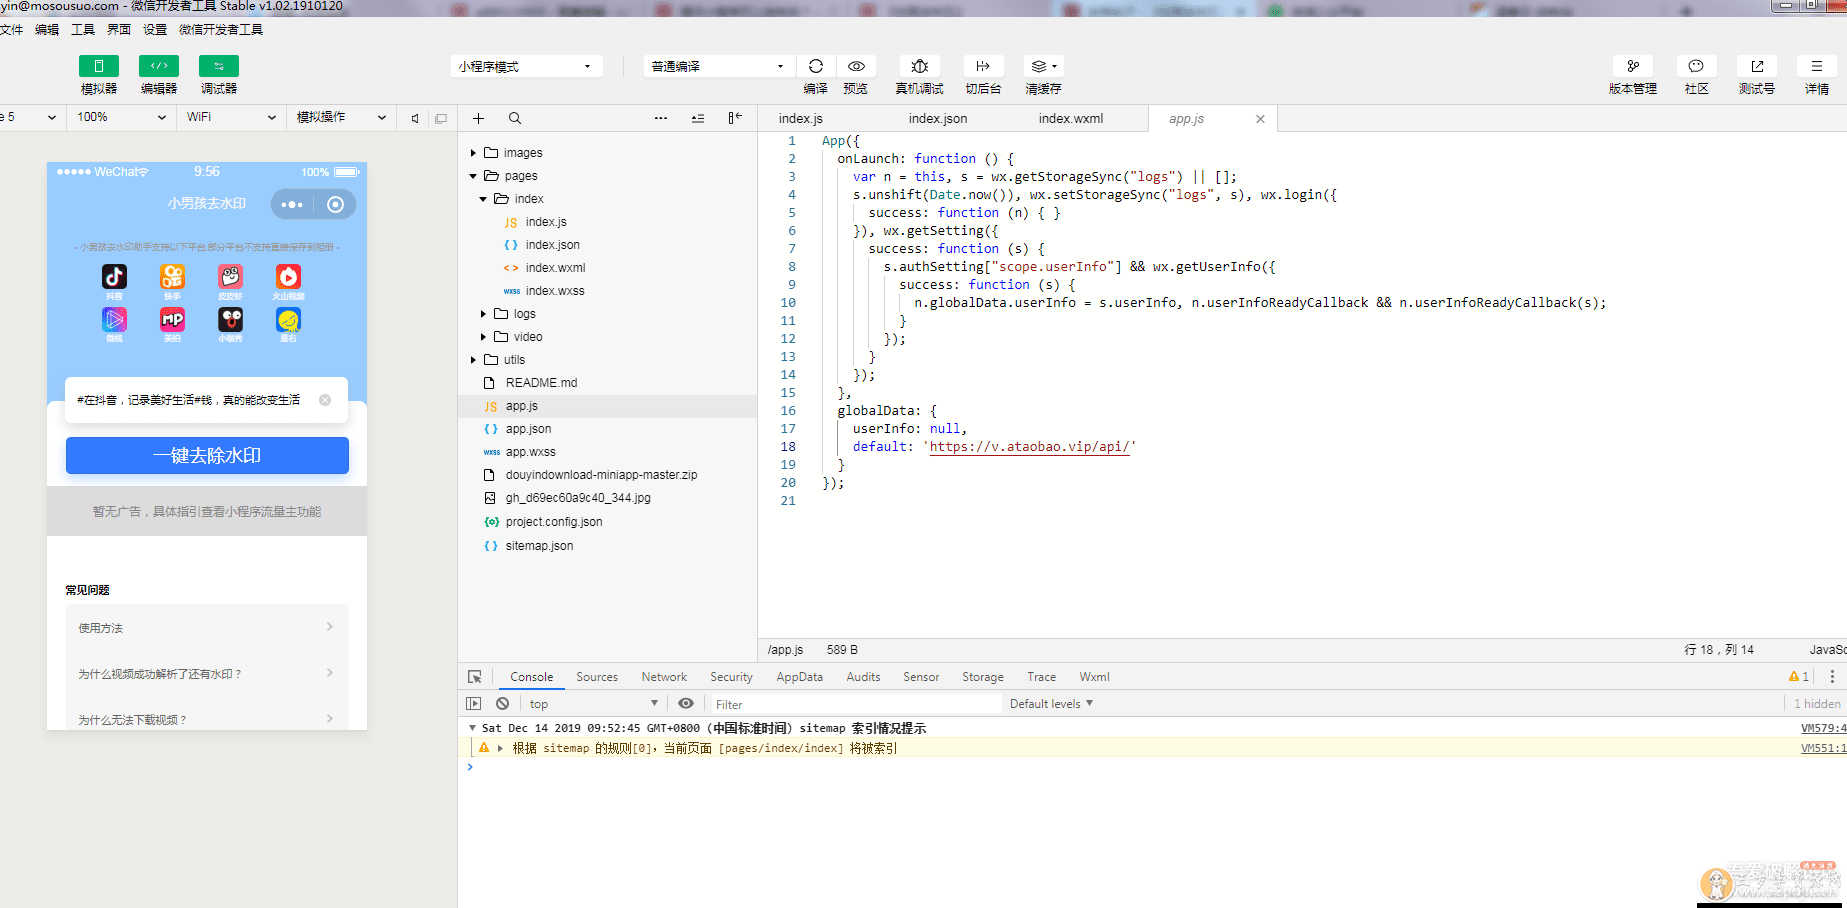 yin@mosousuo.com - 微信开发者工具 Stable v1.02.1910120
文件 编辑 工具 界面 设置 微信开发者工具
小程序模式 普通编译
模拟器 编辑器 调试器 编译 预览 真机调试 切后台 清缓存 版本管理 社区 测试号 详情
e 5 100% WiFi 模拟操作
WeChat 9:56 100%
小男孩去水印
• 小男孩去水印助手支持以下平台,部分平台不支持直接保存到相册 •
抖音 快手 皮皮虾 火山视频
微视 美拍 小咖秀
#在抖音，记录美好生活#钱，真的能改变生活
一键去除水印
暂无广告，具体指引查看小程序流量主功能
常见问题
使用方法
为什么视频成功解析了还有水印？
为什么无法下载视频？
images
pages
index
JS index.js
{ } index.json
< > index.wxml
wxss index.wxss
logs
video
utils
README.md
JS app.js
{ } app.json
wxss app.wxss
douyindownload-miniapp-master.zip
gh_d69ec60a9c40_344.jpg
project.config.json
{ } sitemap.json
index.js index.json index.wxml app.js
1 App({
2 onLaunch: function () {
3 var n = this, s = wx.getStorageSync("logs") || [];
4 s.unshift(Date.now()), wx.setStorageSync("logs", s), wx.login({
5 success: function (n) { }
6 }), wx.getSetting({
7 success: function (s) {
8 s.authSetting["scope.userInfo"] && wx.getUserInfo({
9 success: function (s) {
10 n.globalData.userInfo = s.userInfo, n.userInfoReadyCallback && n.userInfoReadyCallback(s);
11 }
12 });
13 }
14 });
15 },
16 globalData: {
17 userInfo: null,
18 default: 'https://v.ataobao.vip/api/'
19 }
20 });
21
/app.js 589 B 行 18，列 14 JavaSc
Console Sources Network Security AppData Audits Sensor Storage Trace Wxml 1
top Filter Default levels 1 hidden
Sat Dec 14 2019 09:52:45 GMT+0800 (中国标准时间) sitemap 索引情况提示 VM579:4
根据 sitemap 的规则[0]，当前页面 [pages/index/index] 将被索引 VM551:1